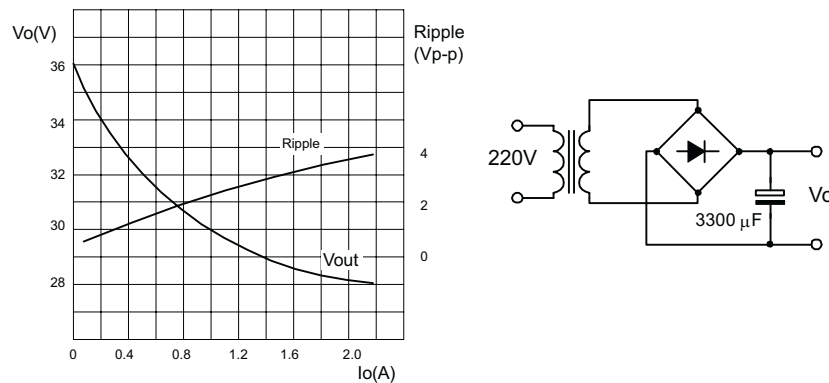 Vo(V)
Ripple
(Vp-p)
36
34
32
30
28
Ripple
Vout
4
2
0
0 0.4 0.8 1.2 1.6 2.0
Io(A)
220V
3300 μF
Vo